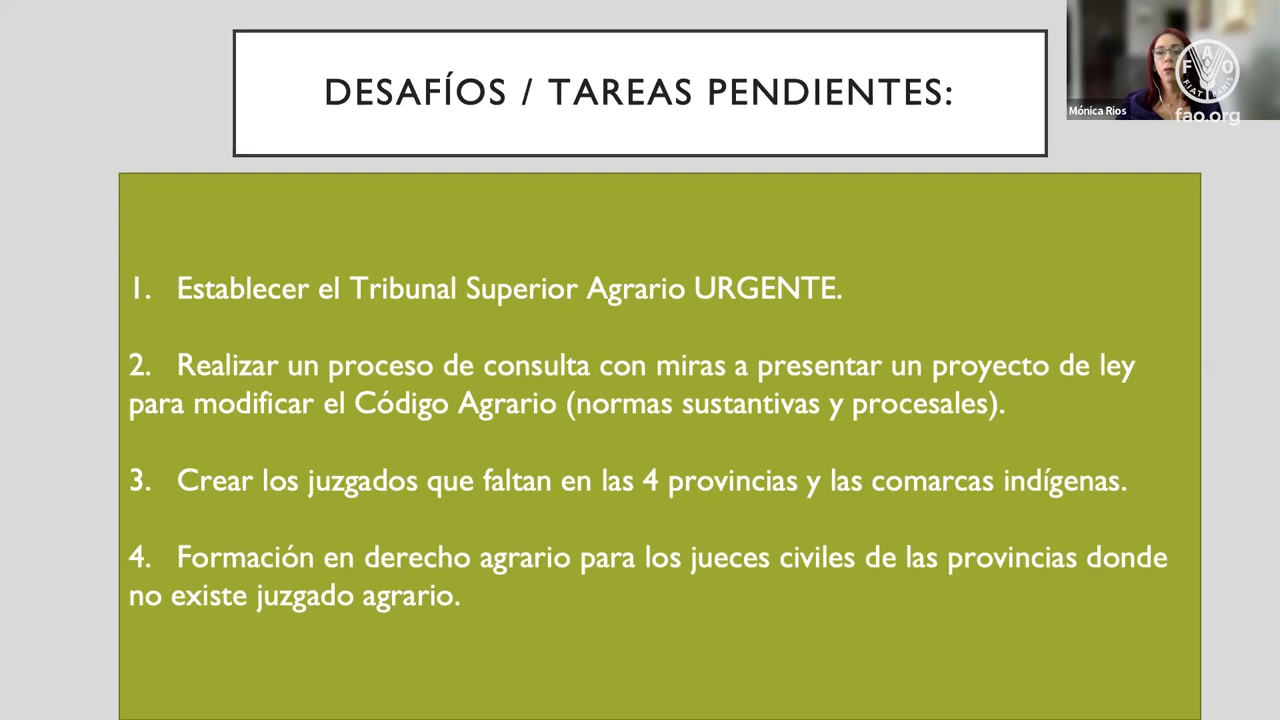 DESAFÍOS / TAREAS PENDIENTES:
Mónica Rios
F A O
FIAT PANIS
fao.org
1. Establecer el Tribunal Superior Agrario URGENTE.
2. Realizar un proceso de consulta con miras a presentar un proyecto de ley
para modificar el Código Agrario (normas sustantivas y procesales).
3. Crear los juzgados que faltan en las 4 provincias y las comarcas indígenas.
4. Formación en derecho agrario para los jueces civiles de las provincias donde
no existe juzgado agrario.